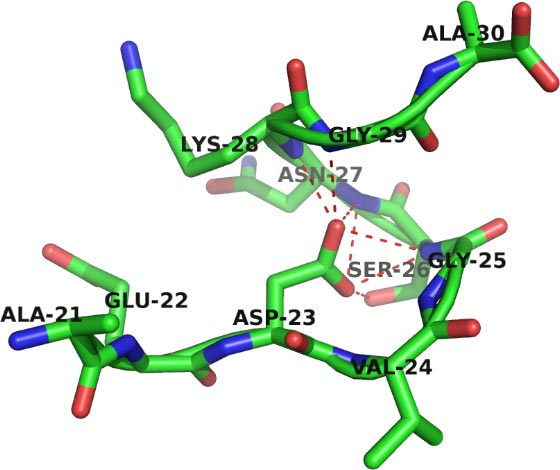 ALA-30
LYS-28
GLY-29
ASN-27
SER-26
GLY-25
GLU-22
ALA-21
ASP-23
VAL-24